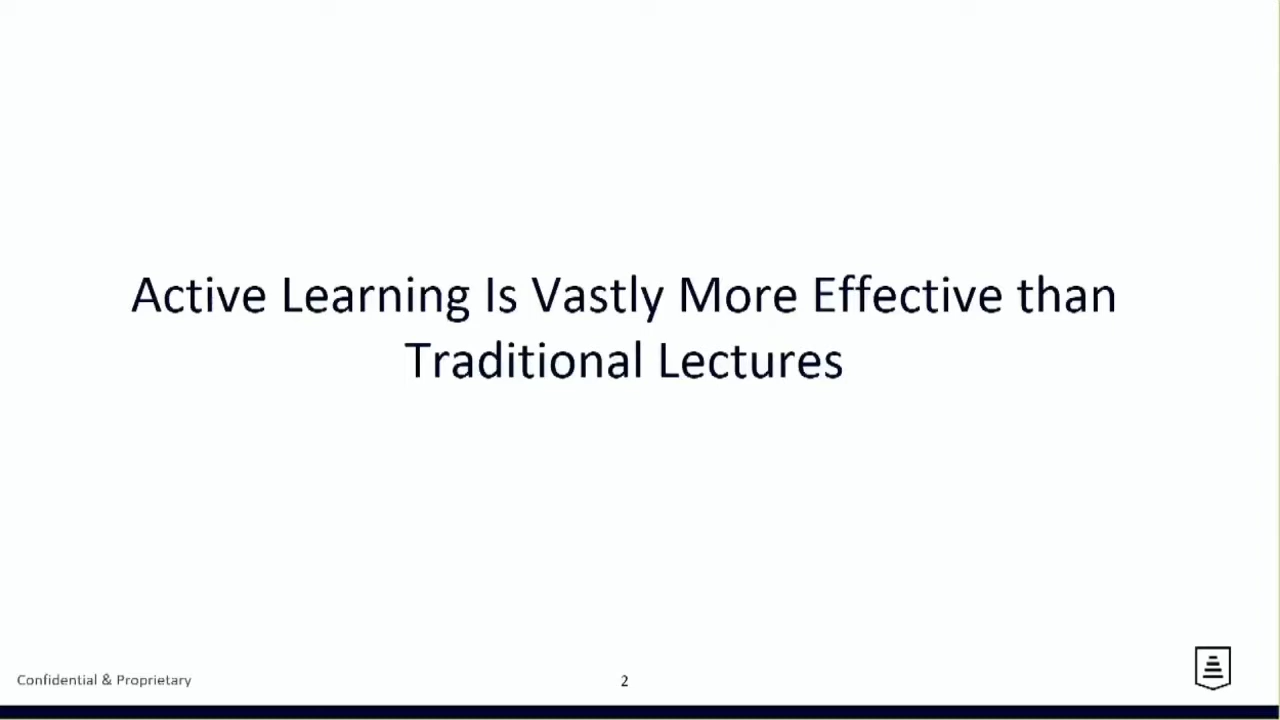 Active Learning Is Vastly More Effective than
Traditional Lectures
Confidential & Proprietary
2